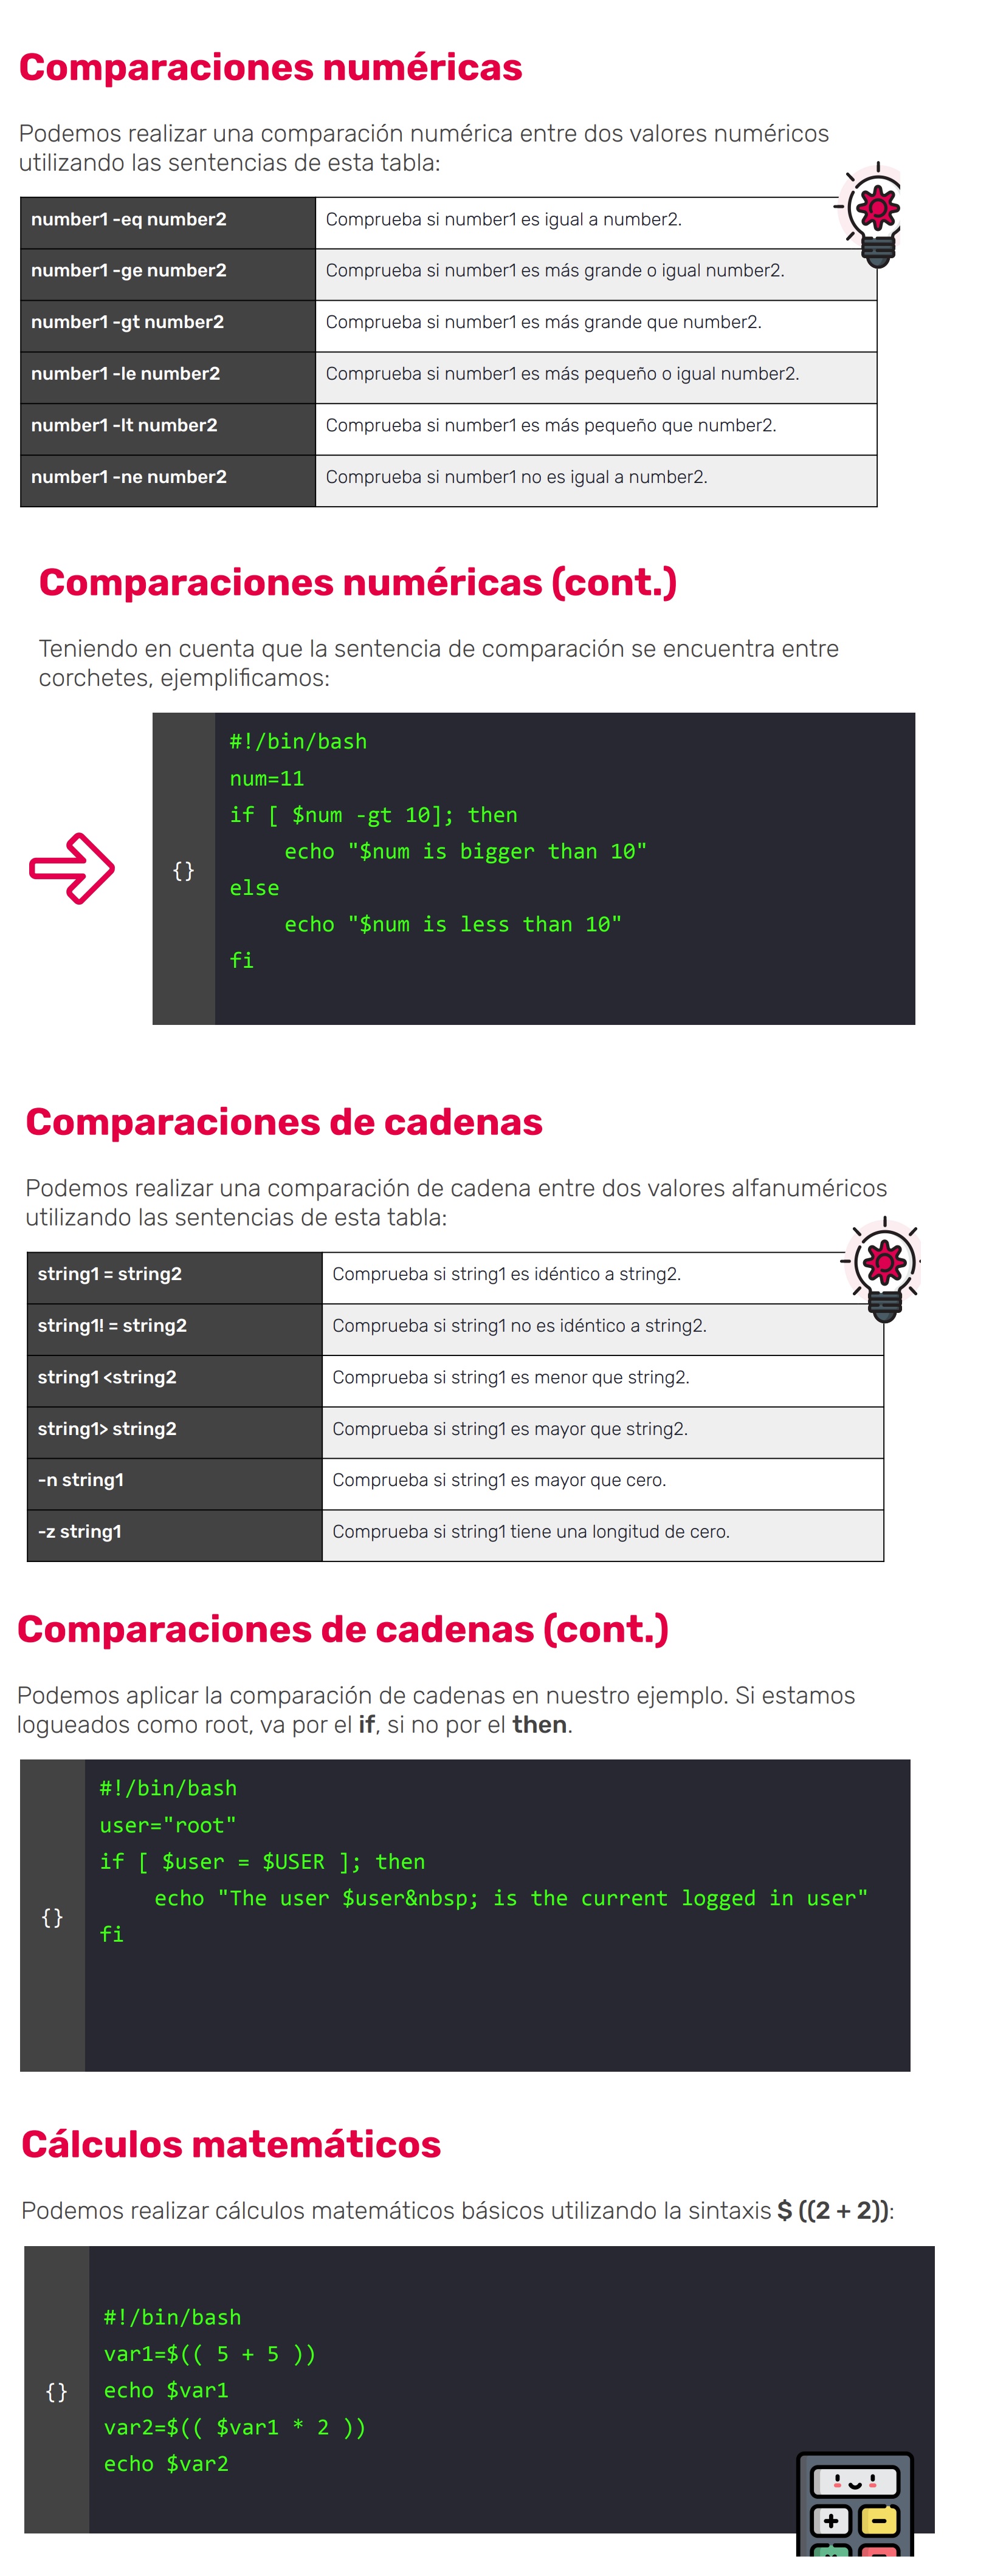 Comparaciones numéricas
Podemos realizar una comparación numérica entre dos valores numéricos
utilizando las sentencias de esta tabla:
number1 -eq number2 Comprueba si number1 es igual a number2.
number1 -ge number2 Comprueba si number1 es más grande o igual number2.
number1 -gt number2 Comprueba si number1 es más grande que number2.
number1 -le number2 Comprueba si number1 es más pequeño o igual number2.
number1 -lt number2 Comprueba si number1 es más pequeño que number2.
number1 -ne number2 Comprueba si number1 no es igual a number2.
Comparaciones numéricas (cont.)
Teniendo en cuenta que la sentencia de comparación se encuentra entre
corchetes, ejemplificamos:
{}
#!/bin/bash
num=11
if [ $num -gt 10]; then
echo "$num is bigger than 10"
else
echo "$num is less than 10"
fi
Comparaciones de cadenas
Podemos realizar una comparación de cadena entre dos valores alfanuméricos
utilizando las sentencias de esta tabla:
string1 = string2 Comprueba si string1 es idéntico a string2.
string1! = string2 Comprueba si string1 no es idéntico a string2.
string1 <string2 Comprueba si string1 es menor que string2.
string1> string2 Comprueba si string1 es mayor que string2.
-n string1 Comprueba si string1 es mayor que cero.
-z string1 Comprueba si string1 tiene una longitud de cero.
Comparaciones de cadenas (cont.)
Podemos aplicar la comparación de cadenas en nuestro ejemplo. Si estamos
logueados como root, va por el if, si no por el then.
{}
#!/bin/bash
user="root"
if [ $user = $USER ]; then
echo "The user $user&nbsp; is the current logged in user"
fi
Cálculos matemáticos
Podemos realizar cálculos matemáticos básicos utilizando la sintaxis $ ((2 + 2)):
{}
#!/bin/bash
var1=$(( 5 + 5 ))
echo $var1
var2=$(( $var1 * 2 ))
echo $var2
+ −